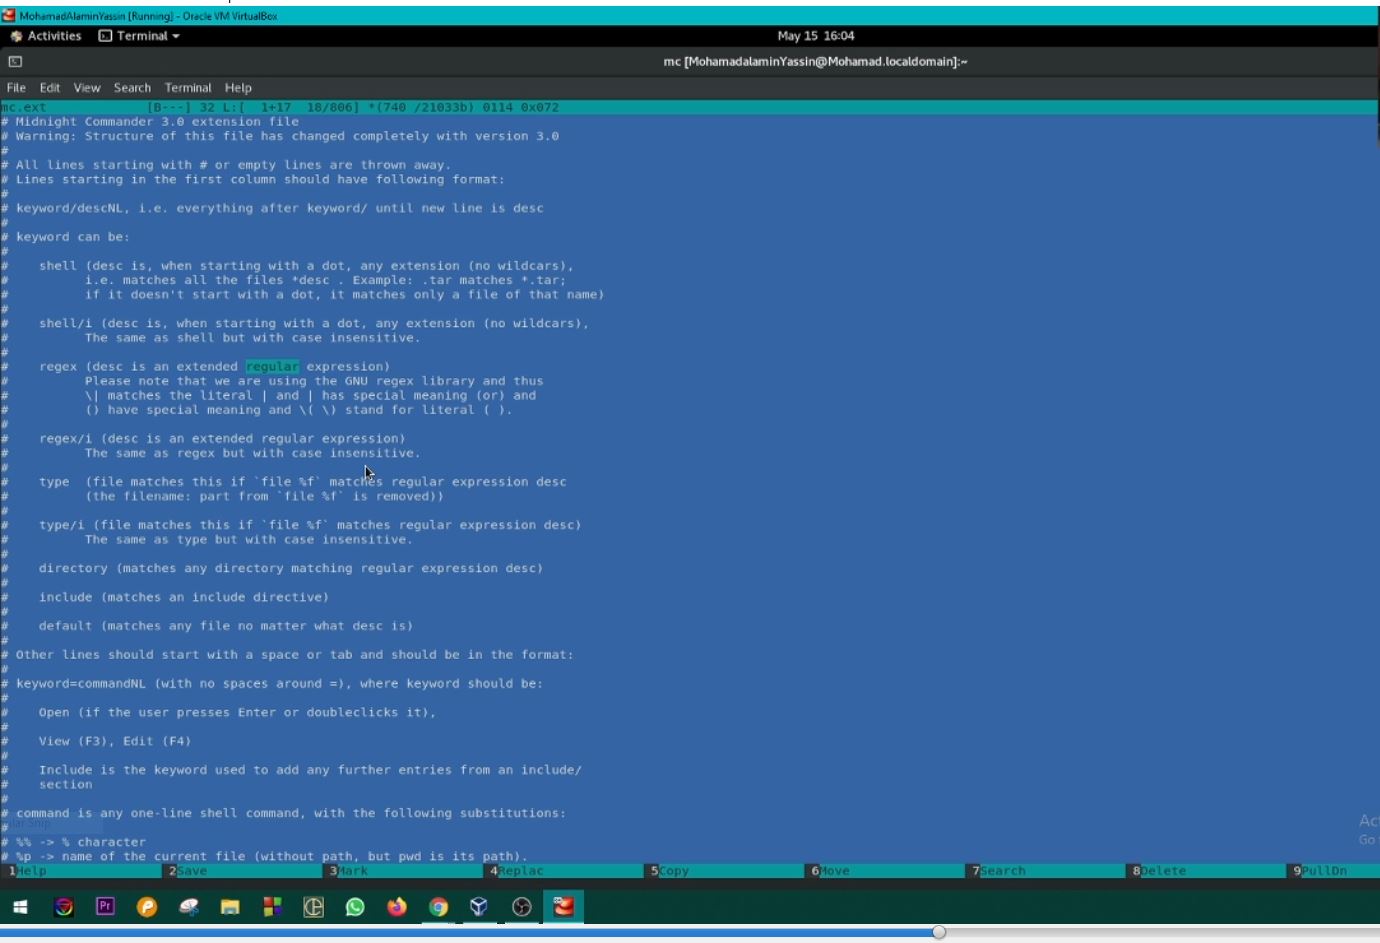 MohamadAlaminYassin [Running] - Oracle VM VirtualBox
Activities Terminal May 15 16:04
mc [MohamadalaminYassin@Mohamad.localdomain]:~
File Edit View Search Terminal Help
mc.ext [B---] 32 L:[ 1+17 18/806] *(740 /21033b) 0114 0x072
# Midnight Commander 3.0 extension file
# Warning: Structure of this file has changed completely with version 3.0
#
# All lines starting with # or empty lines are thrown away.
# Lines starting in the first column should have following format:
#
# keyword/descNL, i.e. everything after keyword/ until new line is desc
#
# keyword can be:
#
#    shell (desc is, when starting with a dot, any extension (no wildcars),
#          i.e. matches all the files *desc . Example: .tar matches *.tar;
#          if it doesn't start with a dot, it matches only a file of that name)
#
#    shell/i (desc is, when starting with a dot, any extension (no wildcars),
#          The same as shell but with case insensitive.
#
#    regex (desc is an extended regular expression)
#          Please note that we are using the GNU regex library and thus
#          \| matches the literal | and | has special meaning (or) and
#          () have special meaning and \( \) stand for literal ( ).
#
#    regex/i (desc is an extended regular expression)
#          The same as regex but with case insensitive.
#
#    type  (file matches this if `file %f` matches regular expression desc
#          (the filename: part from `file %f` is removed))
#
#    type/i (file matches this if `file %f` matches regular expression desc)
#          The same as type but with case insensitive.
#
#    directory (matches any directory matching regular expression desc)
#
#    include (matches an include directive)
#
#    default (matches any file no matter what desc is)
#
# Other lines should start with a space or tab and should be in the format:
#
# keyword=commandNL (with no spaces around =), where keyword should be:
#
#    Open (if the user presses Enter or doubleclicks it),
#
#    View (F3), Edit (F4)
#
#    Include is the keyword used to add any further entries from an include/
#    section
#
# command is any one-line shell command, with the following substitutions:
#
# %% -> % character
# %p -> name of the current file (without path, but pwd is its path).
1Help 2Save 3Mark 4Replac 5Copy 6Move 7Search 8Delete 9PullDn
Pr